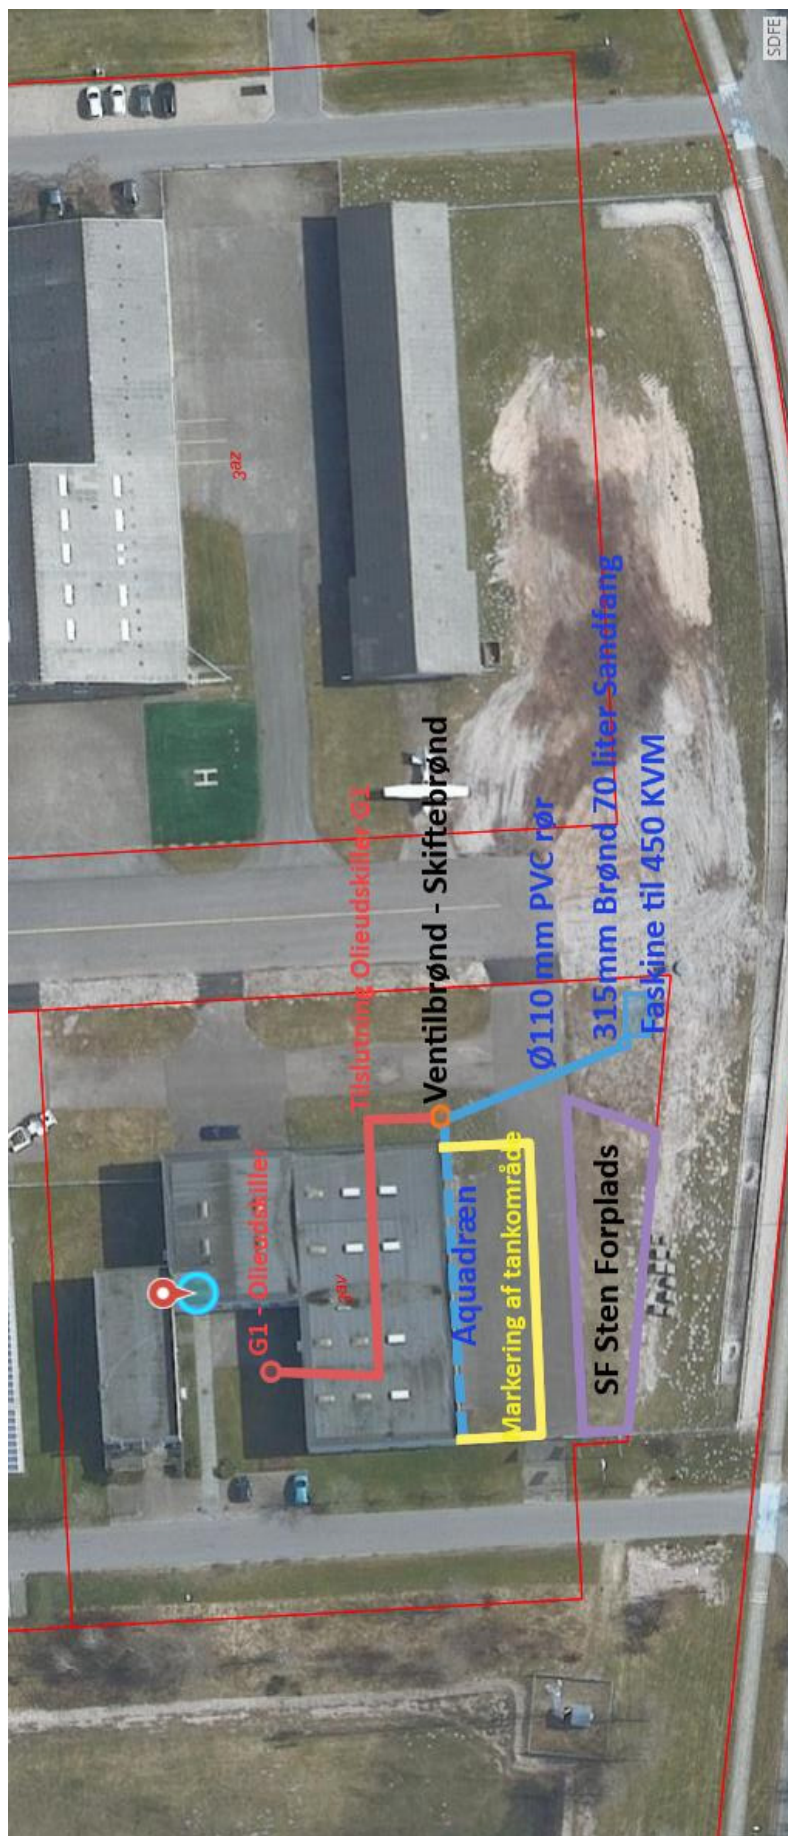 SDFE
3az
H
Tilslutning Olieudskiller G1
Ventilbrønd - Skiftebrønd
Ø110 mm PVC rør
315mm Brønd 70 liter Sandfang
Faskine til 450 KVM
G1 - Olieudskiller
3av
Aquadræn
Markering af tankområde
SF Sten Forplads